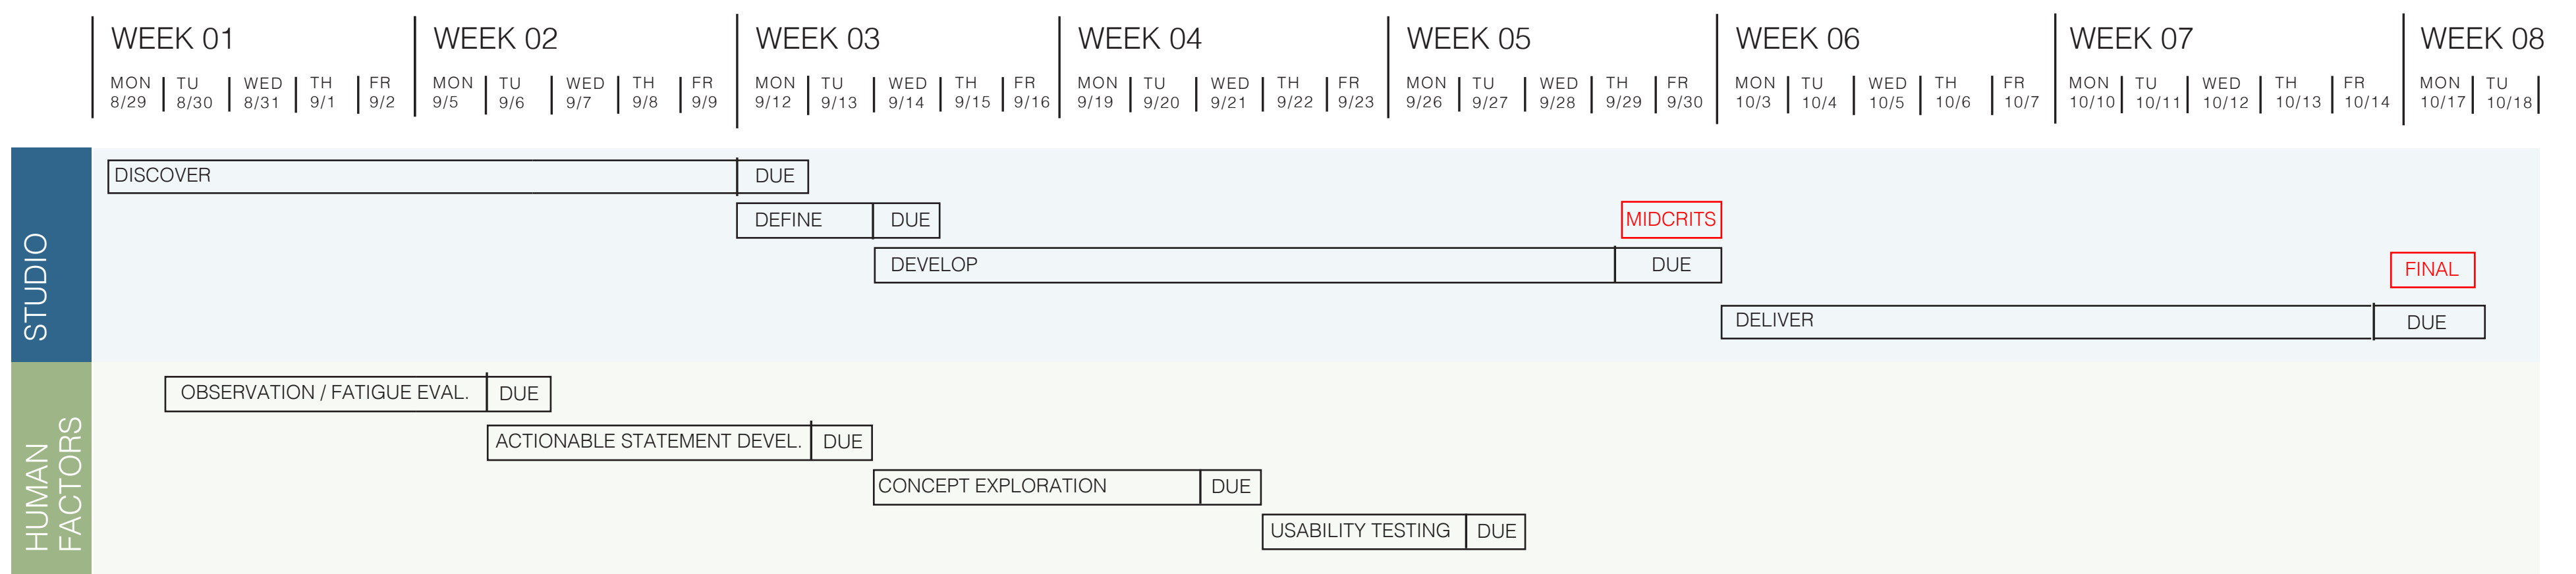 WEEK 01 WEEK 02 WEEK 03 WEEK 04 WEEK 05 WEEK 06 WEEK 07 WEEK 08
MON TU WED TH FR MON TU WED TH FR MON TU WED TH FR MON TU WED TH FR MON TU WED TH FR MON TU WED TH FR MON TU WED TH FR MON TU
8/29 8/30 8/31 9/1 9/2 9/5 9/6 9/7 9/8 9/9 9/12 9/13 9/14 9/15 9/16 9/19 9/20 9/21 9/22 9/23 9/26 9/27 9/28 9/29 9/30 10/3 10/4 10/5 10/6 10/7 10/10 10/11 10/12 10/13 10/14 10/17 10/18
STUDIO
DISCOVER DUE
DEFINE DUE MIDCRITS
DEVELOP DUE FINAL
DELIVER DUE
HUMAN
FACTORS
OBSERVATION / FATIGUE EVAL. DUE
ACTIONABLE STATEMENT DEVEL. DUE
CONCEPT EXPLORATION DUE
USABILITY TESTING DUE